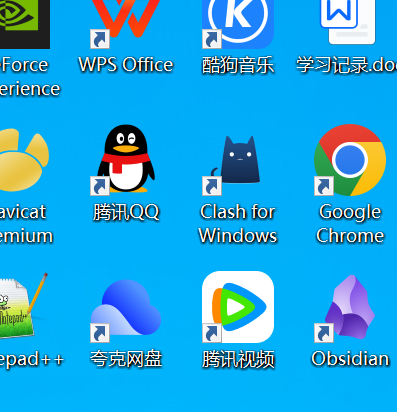 eForce
WPS Office
酷狗音乐
学习记录.doc
erience
avicat
腾讯QQ
Clash for
Google
emium
Windows
Chrome
epad++
夸克网盘
腾讯视频
Obsidian